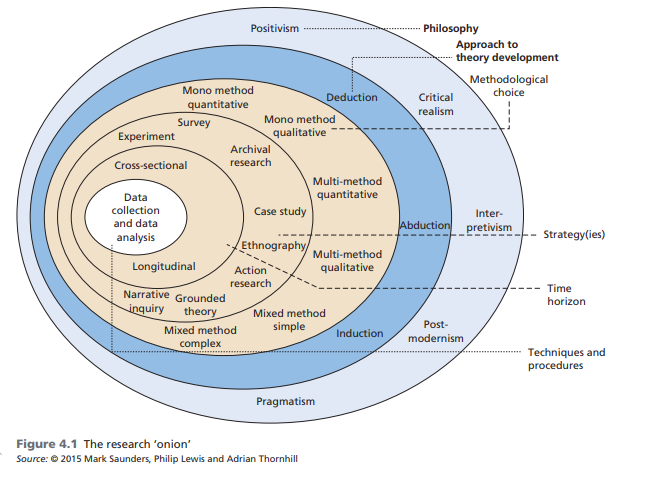 Positivism
Philosophy
Approach to
theory development
Methodological
choice
Mono method
quantitative
Deduction
Critical
realism
Survey
Mono method
qualitative
Experiment
Archival
research
Cross-sectional
Multi-method
quantitative
Data
collection
and data
analysis
Case study
Abduction
Inter-
pretivism
Strategy(ies)
Ethnography
Multi-method
qualitative
Longitudinal
Action
research
Time
horizon
Narrative
inquiry
Grounded
theory
Mixed method
simple
Mixed method
complex
Induction
Post-
modernism
Techniques and
procedures
Pragmatism
Figure 4.1 The research ‘onion’
Source: © 2015 Mark Saunders, Philip Lewis and Adrian Thornhill